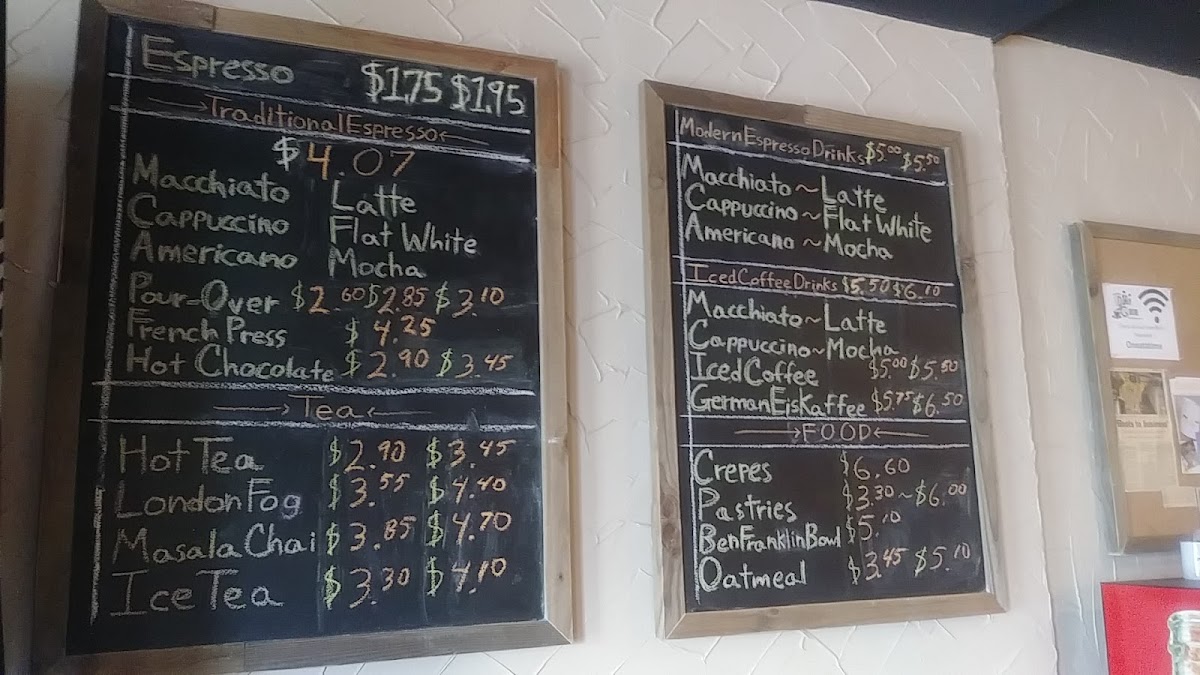 Espresso $1.75 $1.95
Traditional Espresso
$4.07
Macchiato Latte
Cappuccino Flat White
Americano Mocha
Pour-Over $2.60 $2.85 $3.10
French Press $4.25
Hot Chocolate $2.90 $3.45
Tea
Hot Tea $2.90 $3.45
London Fog $3.55 $4.40
Masala Chai $3.85 $4.70
Ice Tea $3.30 $4.10
Modern Espresso Drinks $5.00 $5.50
Macchiato ~ Latte
Cappuccino ~ Flat White
Americano ~ Mocha
Iced Coffee Drinks $5.50 $6.10
Macchiato ~ Latte
Cappuccino ~ Mocha
Iced Coffee $5.00 $5.50
German Eiskaffee $5.75 $6.50
FOOD
Crepes $6.60
Pastries $3.30 ~ $6.00
Ben Franklin Bowl $5.10
Oatmeal $3.45 $5.10